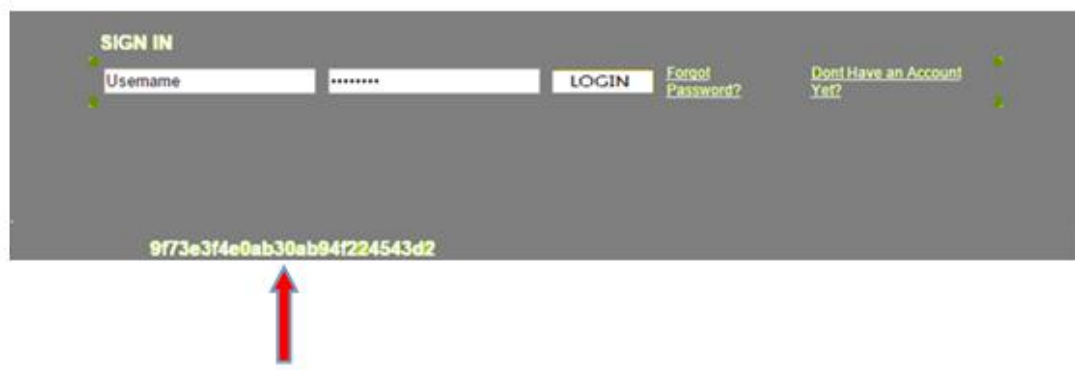 SIGN IN
Username •••••••• LOGIN Forgot Dont Have an Account
Password? Yet?
9f73e3f4e0ab30ab94f224543d2